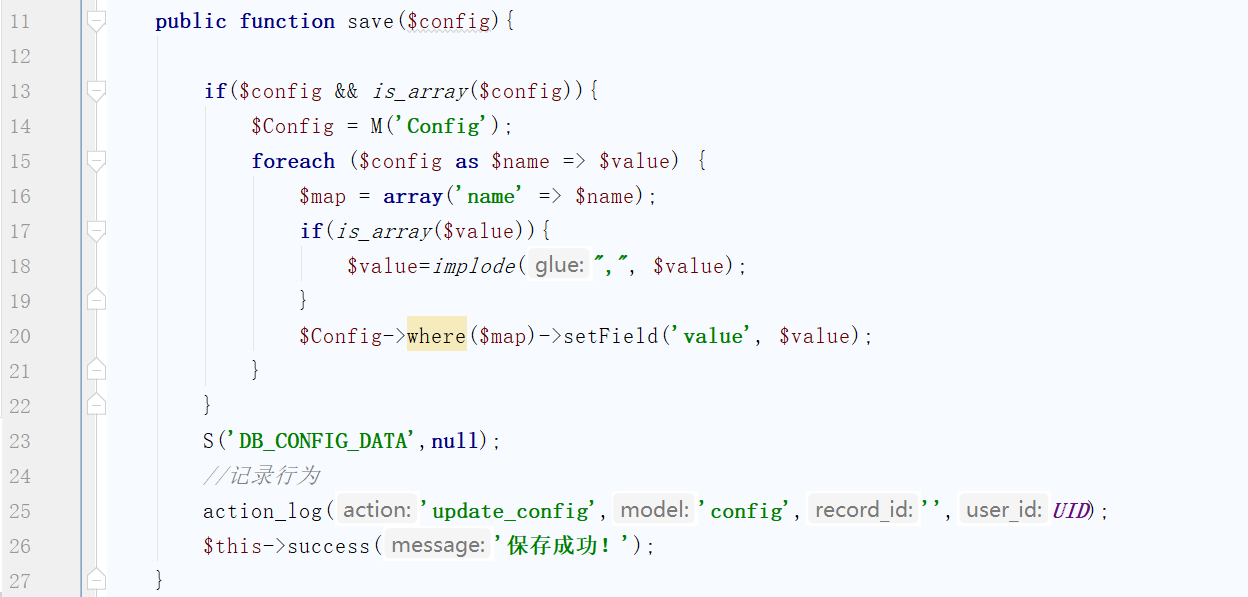 11 public function save($config){
12
13 if($config && is_array($config)){
14 $Config = M('Config');
15 foreach ($config as $name => $value) {
16 $map = array('name' => $name);
17 if(is_array($value)){
18 $value=implode( glue: ",", $value);
19 }
20 $Config->where($map)->setField('value', $value);
21 }
22 }
23 S('DB_CONFIG_DATA',null);
24 //记录行为
25 action_log( action: 'update_config', model: 'config', record_id: '', user_id: UID);
26 $this->success( message: '保存成功！');
27 }